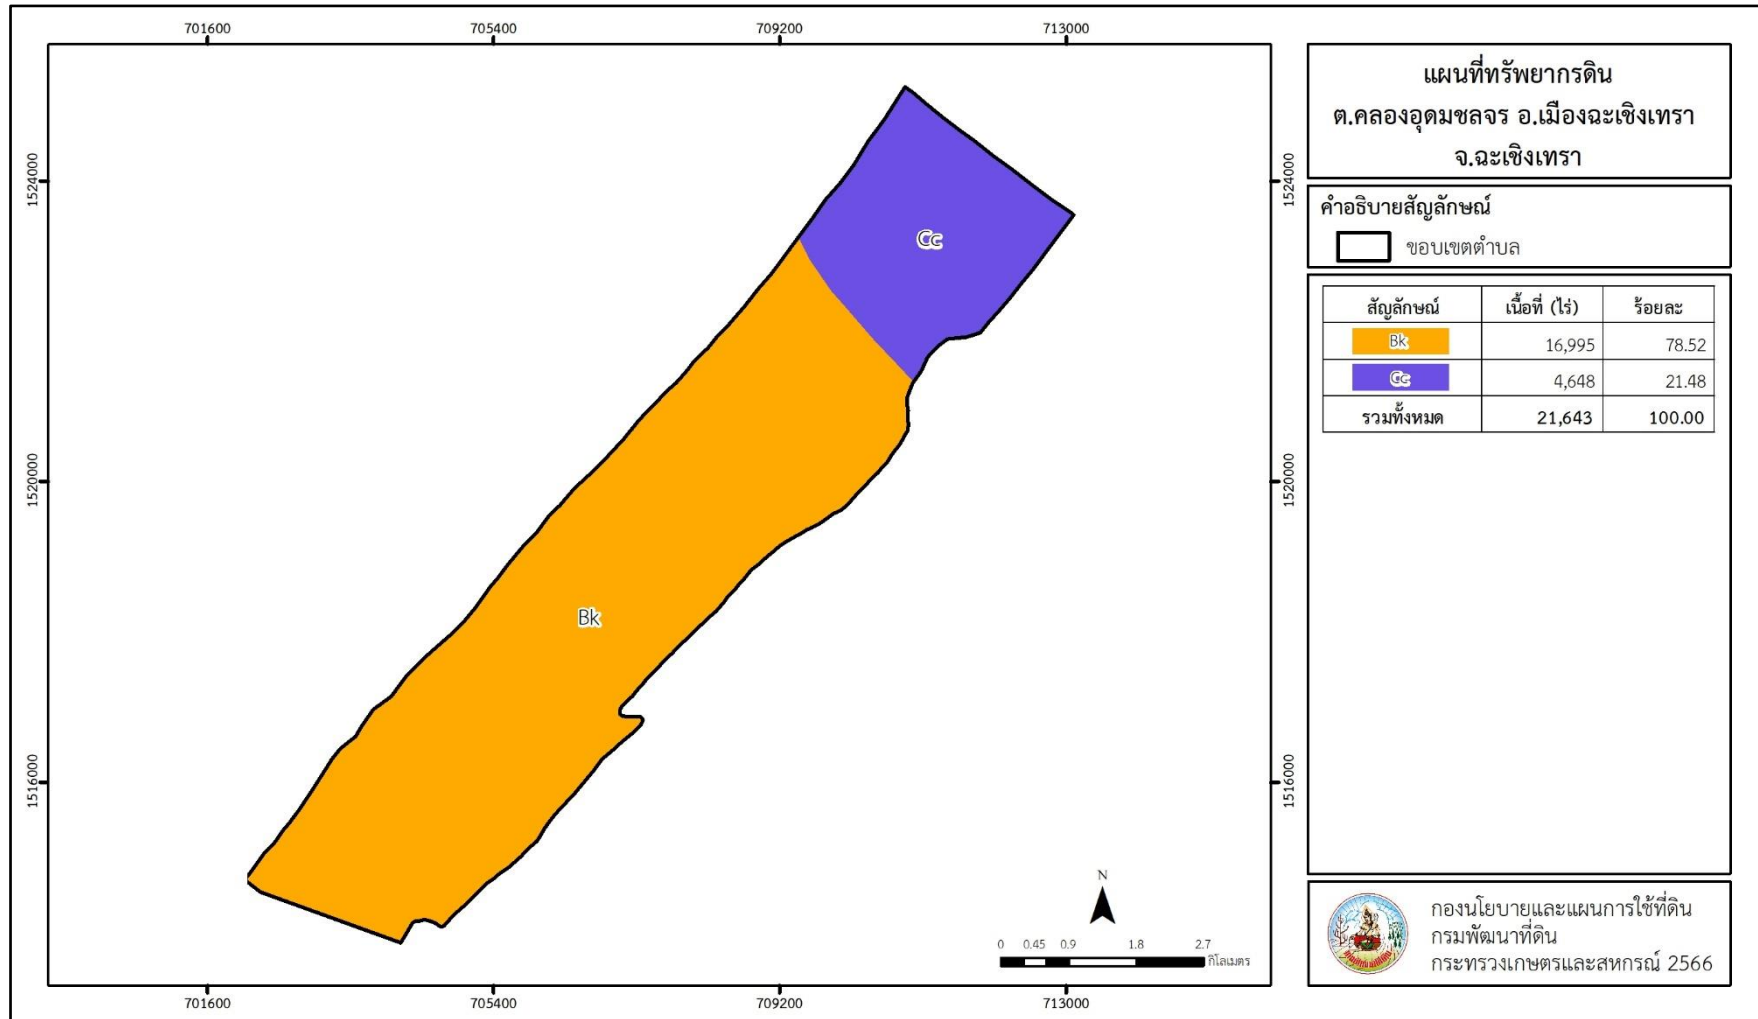 701600 705400 709200 713000
แผนที่ทรัพยากรดิน
ต.คลองอุดมชลจร อ.เมืองฉะเชิงเทรา
จ.ฉะเชิงเทรา
คำอธิบายสัญลักษณ์
ขอบเขตตำบล
สัญลักษณ์ เนื้อที่ (ไร่) ร้อยละ
Bk 16,995 78.52
Cc 4,648 21.48
รวมทั้งหมด 21,643 100.00
1524000 1524000
Cc
1520000 1520000
Bk
1516000 1516000
N
0 0.45 0.9 1.8 2.7
กิโลเมตร
701600 705400 709200 713000
กองนโยบายและแผนการใช้ที่ดิน
กรมพัฒนาที่ดิน
กระทรวงเกษตรและสหกรณ์ 2566